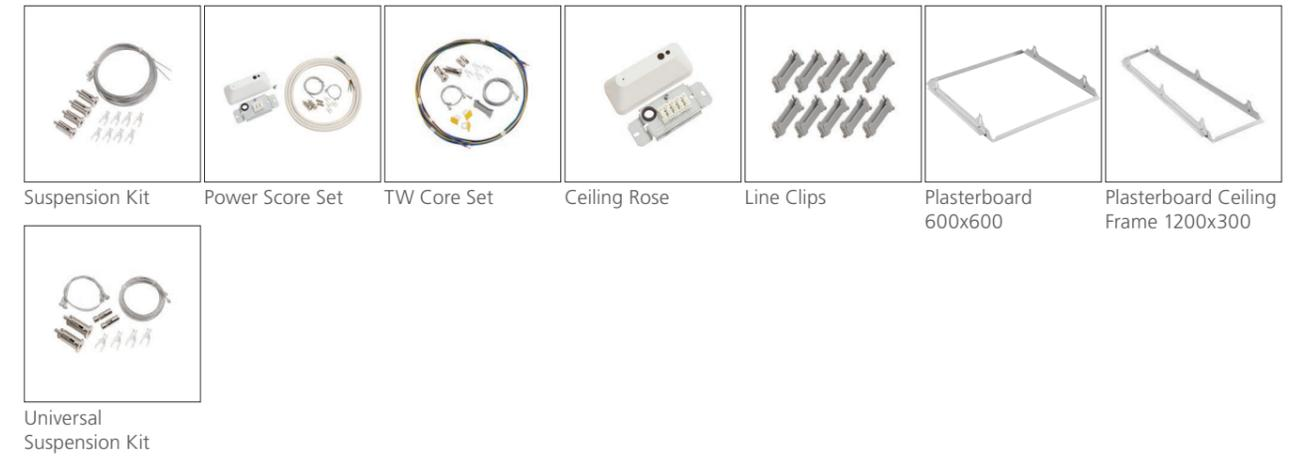 Suspension Kit
Power Score Set
TW Core Set
Ceiling Rose
Line Clips
Plasterboard
600x600
Plasterboard Ceiling
Frame 1200x300
Universal
Suspension Kit